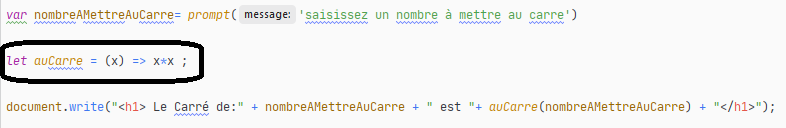 var nombreAMettreAuCarre= prompt( message: 'saisissez un nombre à mettre au carre')
let auCarre = (x) => x*x ;
document.write("<h1> Le Carré de:" + nombreAMettreAuCarre + " est "+ auCarre(nombreAMettreAuCarre) + "</h1>");